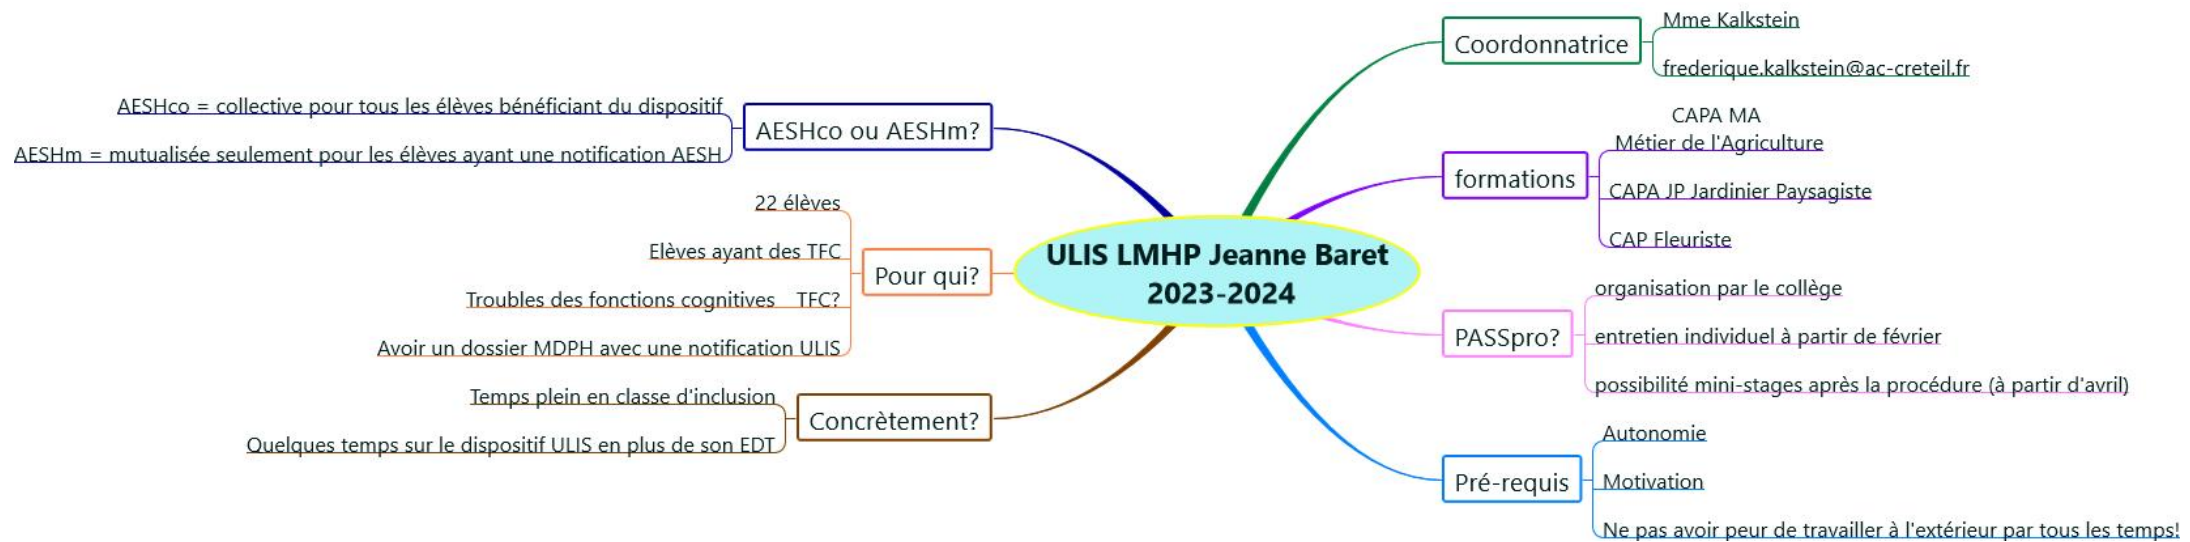 ULIS LMHP Jeanne Baret
2023-2024
Coordonnatrice
Mme Kalkstein
frederique.kalkstein@ac-creteil.fr
formations
CAPA MA
Métier de l'Agriculture
CAPA JP Jardinier Paysagiste
CAP Fleuriste
PASSpro?
organisation par le collège
entretien individuel à partir de février
possibilité mini-stages après la procédure (à partir d'avril)
Pré-requis
Autonomie
Motivation
Ne pas avoir peur de travailler à l'extérieur par tous les temps!
AESHco ou AESHm?
AESHco = collective pour tous les élèves bénéficiant du dispositif
AESHm = mutualisée seulement pour les élèves ayant une notification AESH
Pour qui?
22 élèves
Elèves ayant des TFC
Troubles des fonctions cognitives TFC?
Avoir un dossier MDPH avec une notification ULIS
Concrètement?
Temps plein en classe d'inclusion
Quelques temps sur le dispositif ULIS en plus de son EDT